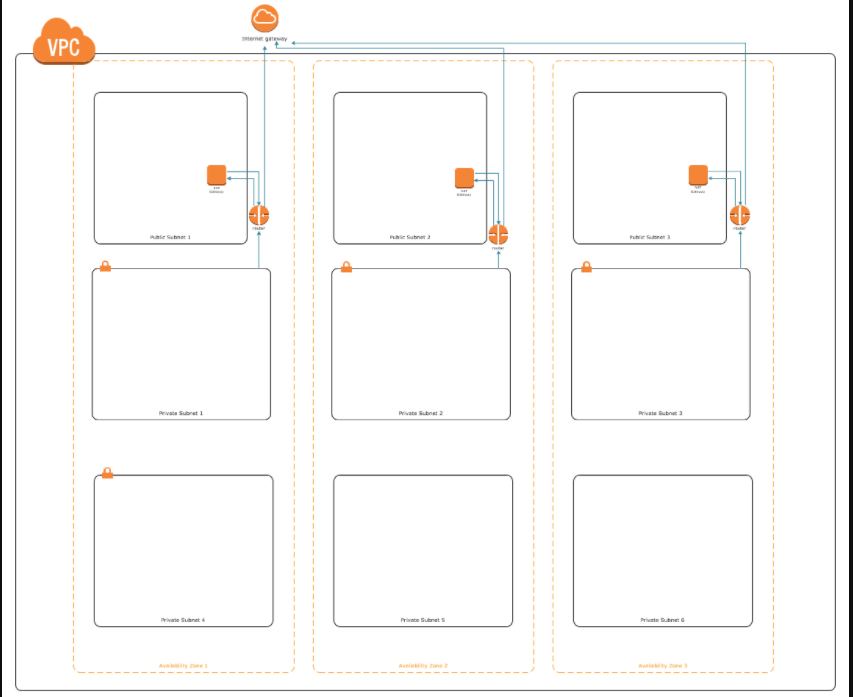 VPC
Internet gateway
NAT
Gateway
router
Public Subnet 1
NAT
Gateway
router
Public Subnet 2
NAT
Gateway
router
Public Subnet 3
Private Subnet 1
Private Subnet 2
Private Subnet 3
Private Subnet 4
Private Subnet 5
Private Subnet 6
Availability Zone 1
Availability Zone 2
Availability Zone 3